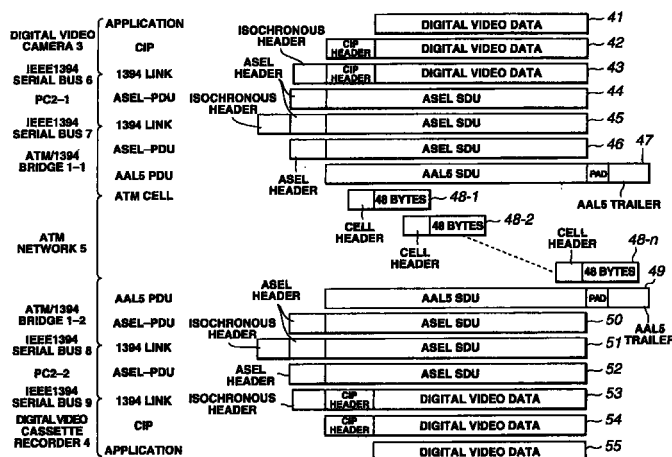 DIGITAL VIDEO CAMERA 3
APPLICATION
DIGITAL VIDEO DATA
41
CIP
CIP HEADER
DIGITAL VIDEO DATA
42
ISOCHRONOUS HEADER
IEEE1394 SERIAL BUS 6
1394 LINK
CIP HEADER
DIGITAL VIDEO DATA
43
ASEL HEADER
PC2-1
ASEL-PDU
ASEL SDU
44
ISOCHRONOUS HEADER
IEEE1394 SERIAL BUS 7
1394 LINK
ASEL SDU
45
ATM/1394 BRIDGE 1-1
ASEL-PDU
ASEL SDU
46
ASEL HEADER
AAL5 PDU
AAL5 SDU
PAD
47
AAL5 TRAILER
ATM NETWORK 5
ATM CELL
48 BYTES
48-1
CELL HEADER
48 BYTES
48-2
CELL HEADER
CELL HEADER
48 BYTES
48-n
ATM/1394 BRIDGE 1-2
AAL5 PDU
AAL5 SDU
PAD
49
AAL5 TRAILER
ASEL HEADER
ASEL-PDU
ASEL SDU
50
ISOCHRONOUS HEADER
IEEE1394 SERIAL BUS 8
1394 LINK
ASEL SDU
51
PC2-2
ASEL-PDU
ASEL HEADER
ASEL SDU
52
IEEE1394 SERIAL BUS 9
1394 LINK
ISOCHRONOUS HEADER
CIP HEADER
DIGITAL VIDEO DATA
53
DIGITAL VIDEO CASSETTE RECORDER 4
CIP
CIP HEADER
DIGITAL VIDEO DATA
54
APPLICATION
DIGITAL VIDEO DATA
55